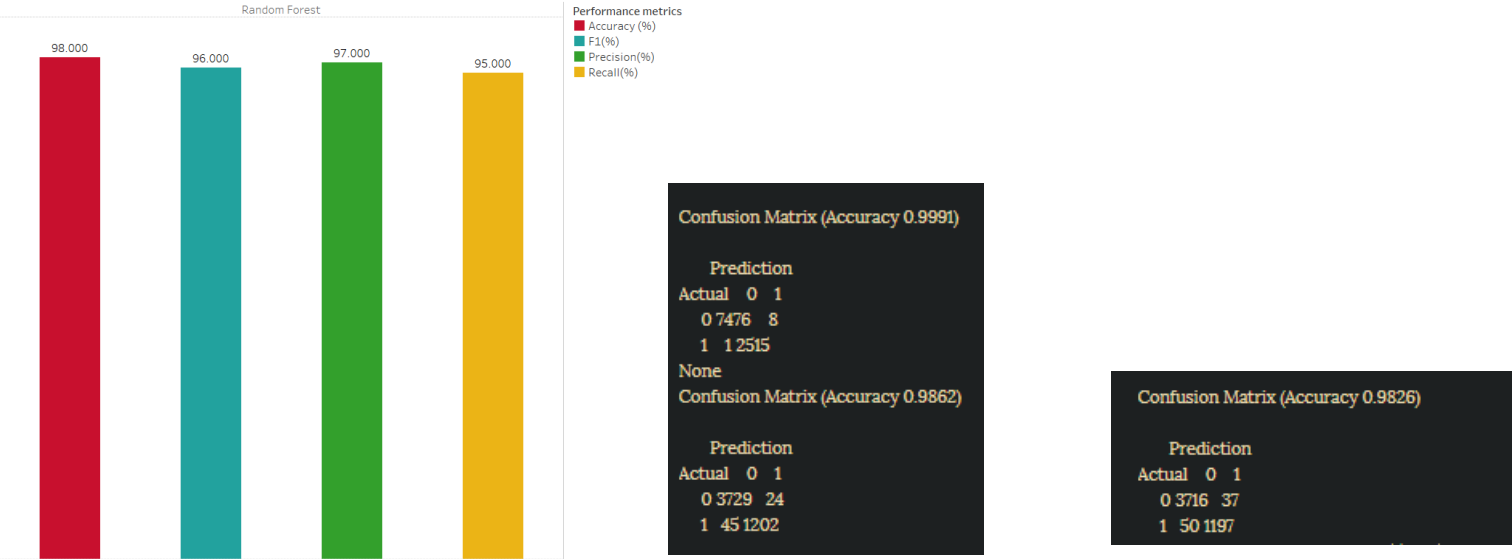 Random Forest
98.000
96.000
97.000
95.000
Performance metrics
Accuracy (%)
F1(%)
Precision(%)
Recall(%)
Confusion Matrix (Accuracy 0.9991)
Prediction
Actual 0 1
0 7476 8
1 1 2515
None
Confusion Matrix (Accuracy 0.9862)
Prediction
Actual 0 1
0 3729 24
1 45 1202
Confusion Matrix (Accuracy 0.9826)
Prediction
Actual 0 1
0 3716 37
1 50 1197